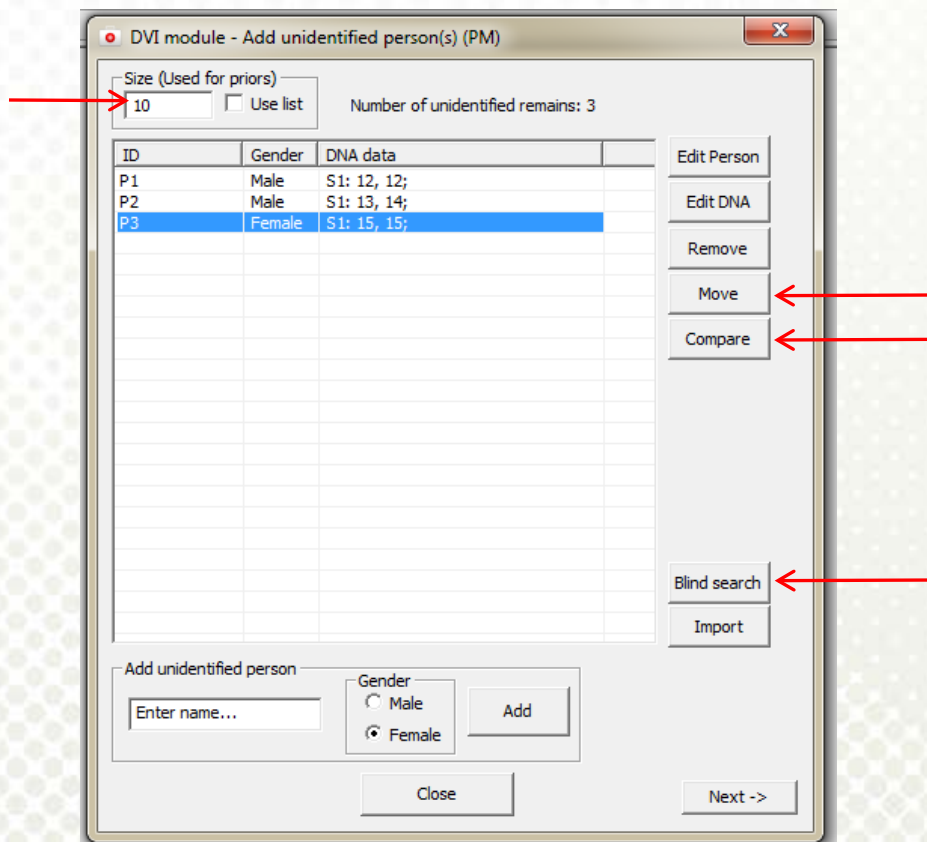 DVI module - Add unidentified person(s) (PM)
x
Size (Used for priors)
10
Use list
Number of unidentified remains: 3
ID Gender DNA data
P1 Male S1: 12, 12;
P2 Male S1: 13, 14;
P3 Female S1: 15, 15;
Edit Person
Edit DNA
Remove
Move
Compare
Blind search
Import
Add unidentified person
Enter name...
Gender
Male
Female
Add
Close
Next ->